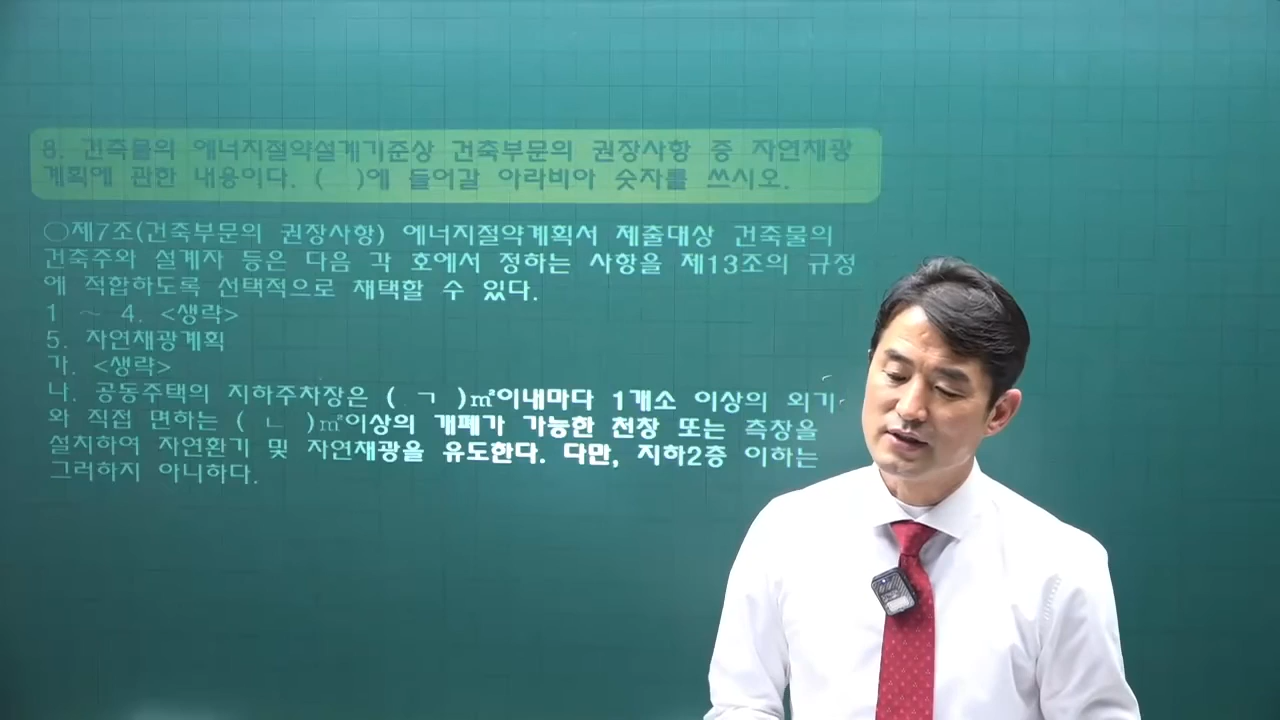 8. 건축물의 에너지절약설계기준상 건축부문의 권장사항 중 자연채광
계획에 관한 내용이다. (   )에 들어갈 아라비아 숫자를 쓰시오.
○제7조(건축부문의 권장사항) 에너지절약계획서 제출대상 건축물의
건축주와 설계자 등은 다음 각 호에서 정하는 사항을 제13조의 규정
에 적합하도록 선택적으로 채택할 수 있다.
1 ~ 4. <생략>
5. 자연채광계획
가. <생략>
나. 공동주택의 지하주차장은 ( ㄱ )㎡이내마다 1개소 이상의 외기
와 직접 면하는 ( ㄴ )㎡이상의 개폐가 가능한 천창 또는 측창을
설치하여 자연환기 및 자연채광을 유도한다. 다만, 지하2층 이하는
그러하지 아니하다.